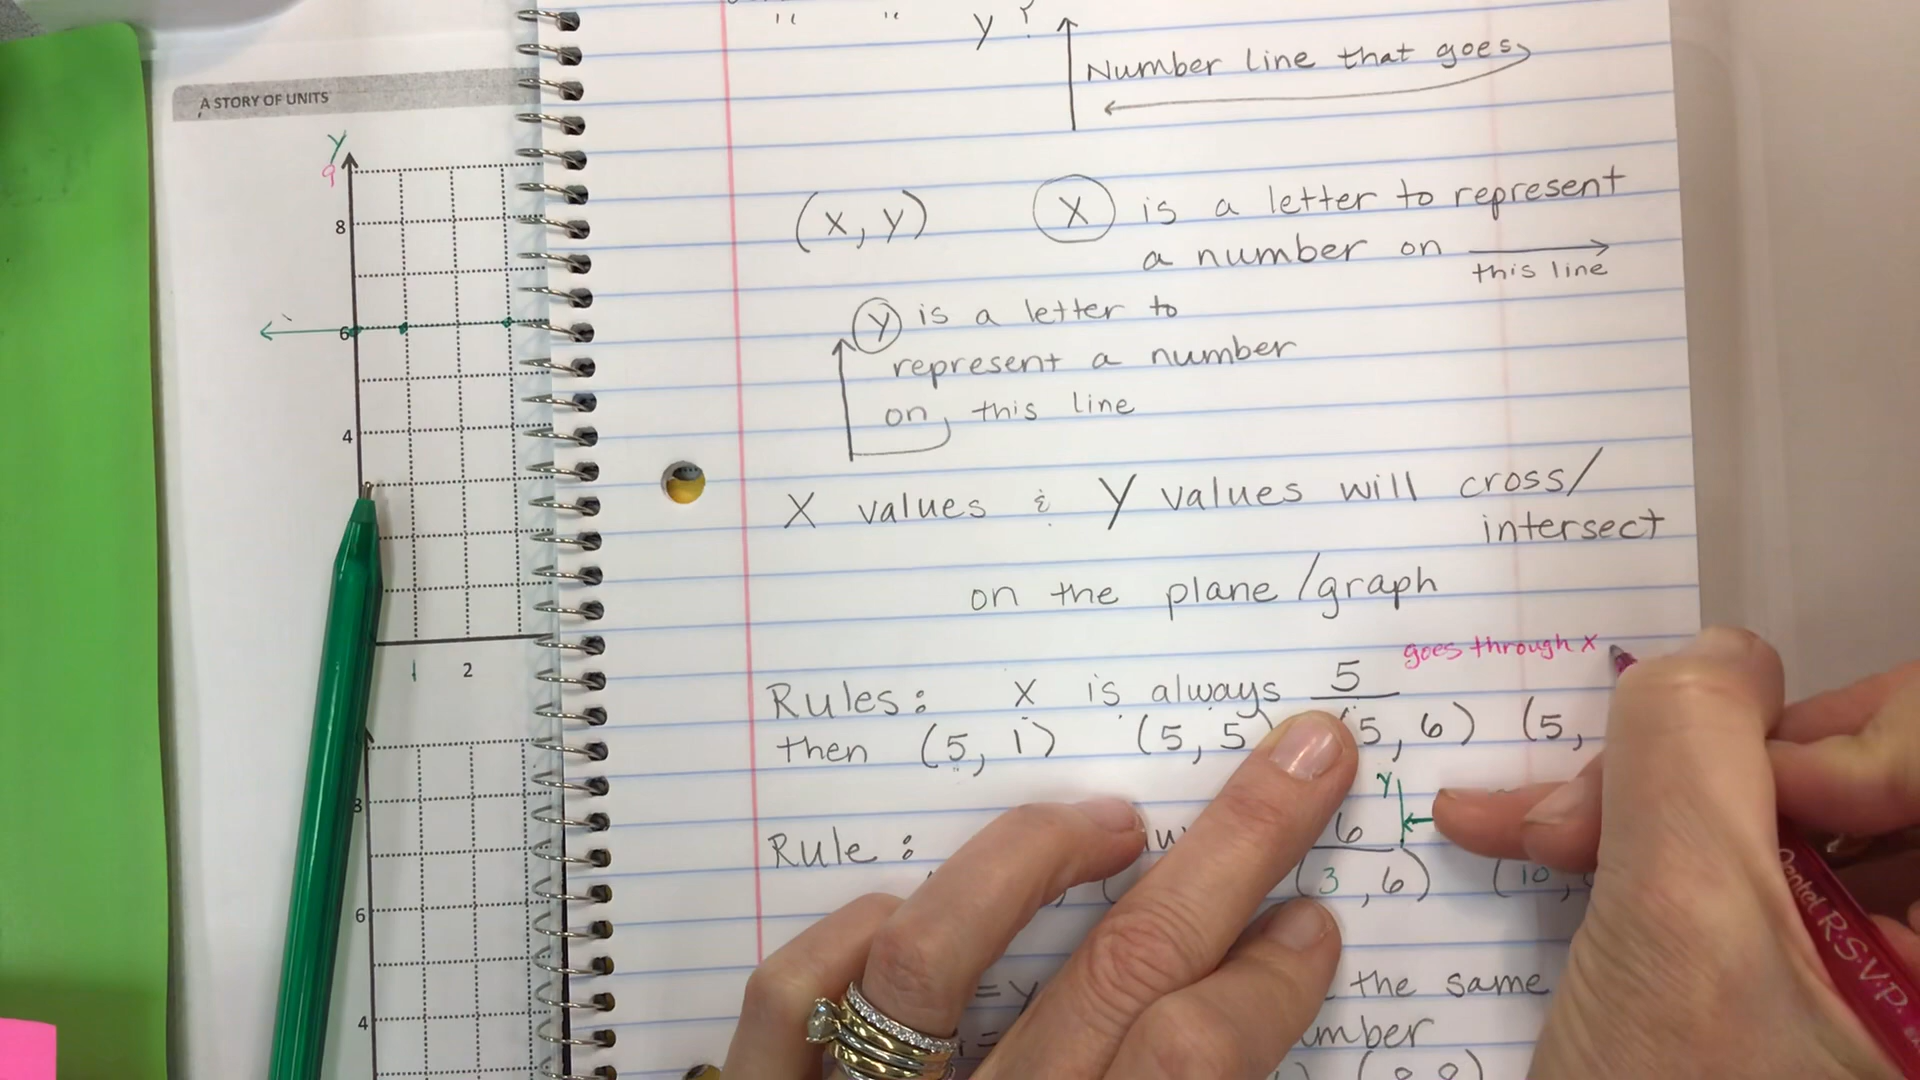 " " y?
Number line that goes
A STORY OF UNITS
y
9
8
6
4
1 2
(x, y) X is a letter to represent
a number on
this line
y is a letter to
represent a number
on this line
X values & Y values will cross/
intersect
on the plane/graph
goes through x
Rules: x is always 5
then (5, 1) (5, 5) (5, 6) (5,
y
Rule: 6
(3, 6) (10,
the same
8
6
4
Pentel R.S.V.P.